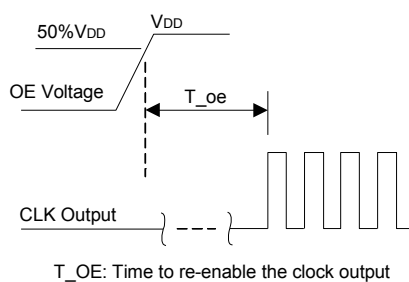 VDD
50%VDD
OE Voltage
T_oe
CLK Output
T_OE: Time to re-enable the clock output